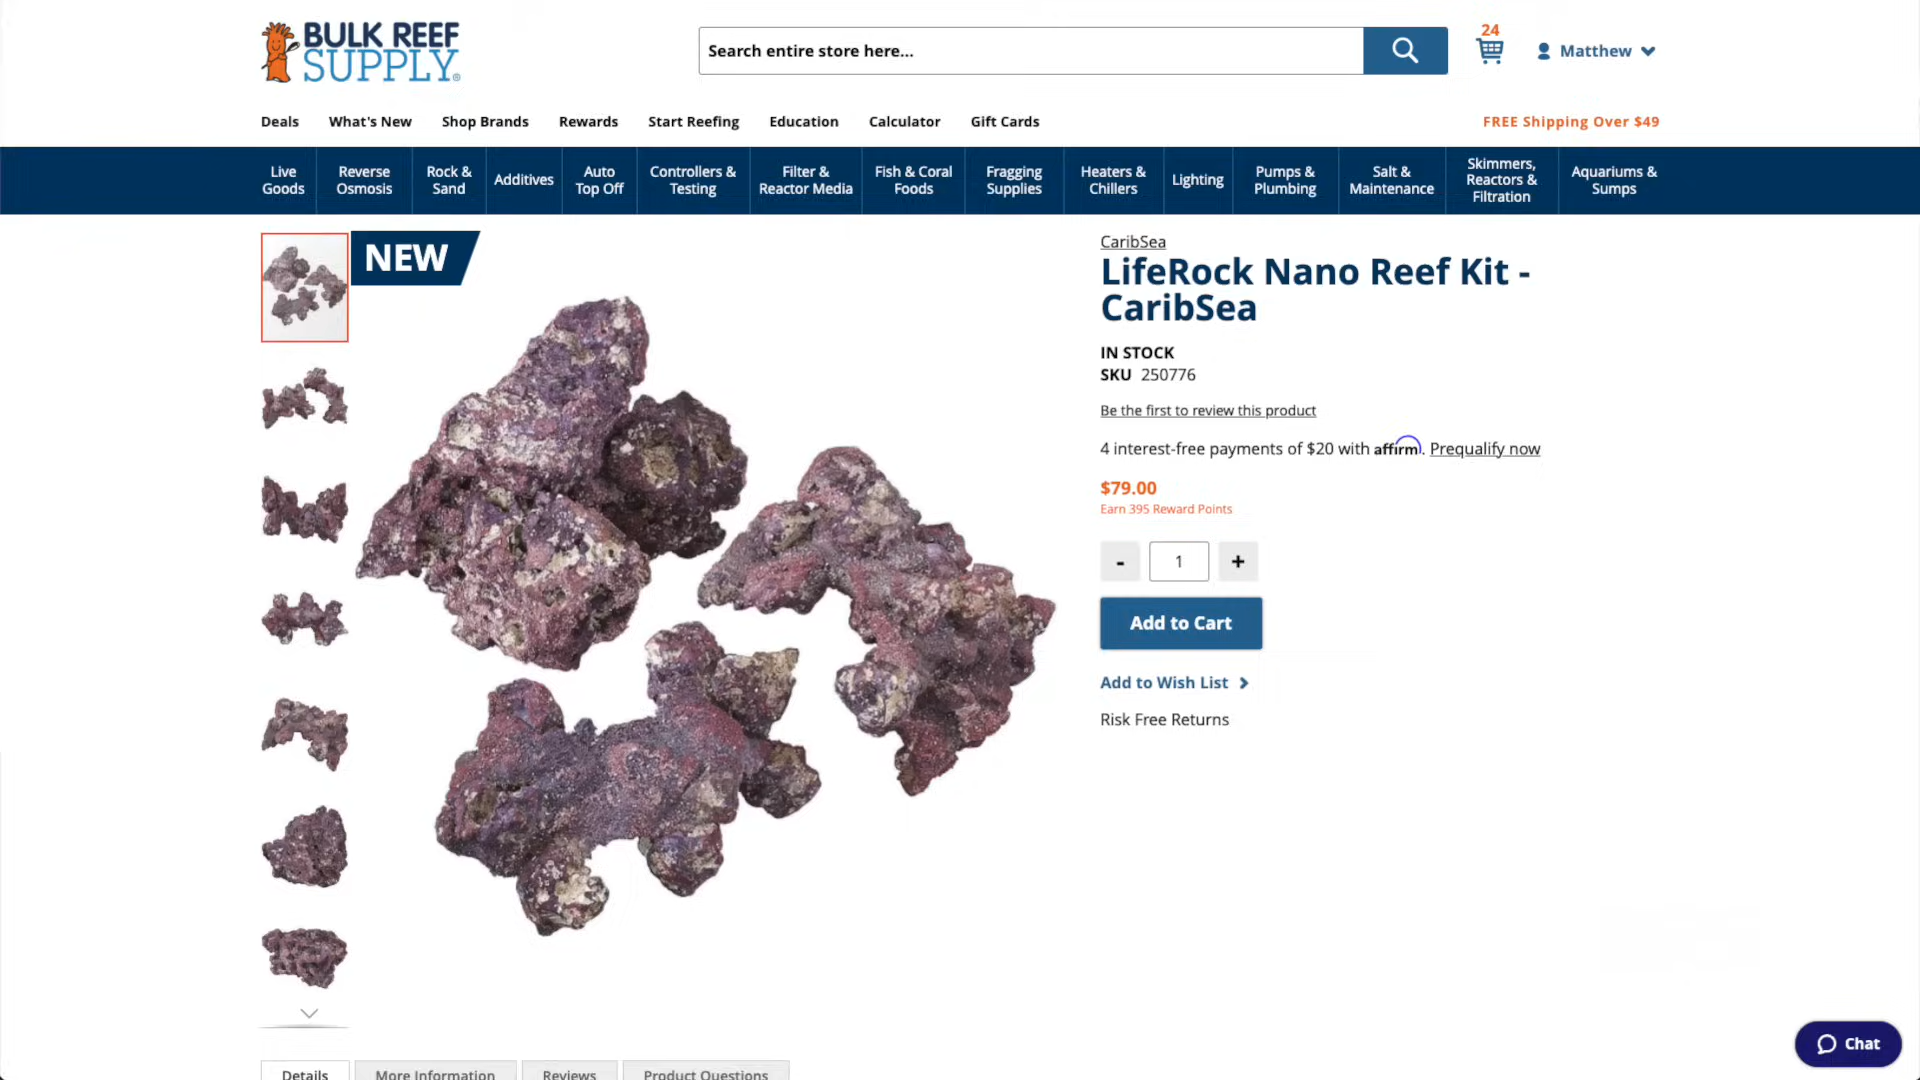 BULK REEF
SUPPLY®
Search entire store here...
24
Matthew
Deals What's New Shop Brands Rewards Start Reefing Education Calculator Gift Cards
FREE Shipping Over $49
Live
Goods
Reverse
Osmosis
Rock &
Sand
Additives
Auto
Top Off
Controllers &
Testing
Filter &
Reactor Media
Fish & Coral
Foods
Fragging
Supplies
Heaters &
Chillers
Lighting
Pumps &
Plumbing
Salt &
Maintenance
Skimmers,
Reactors &
Filtration
Aquariums &
Sumps
NEW
CaribSea
LifeRock Nano Reef Kit -
CaribSea
IN STOCK
SKU 250776
Be the first to review this product
4 interest-free payments of $20 with affirm. Prequalify now
$79.00
Earn 395 Reward Points
- 1 +
Add to Cart
Add to Wish List
Risk Free Returns
Chat
Details More Information Reviews Product Questions